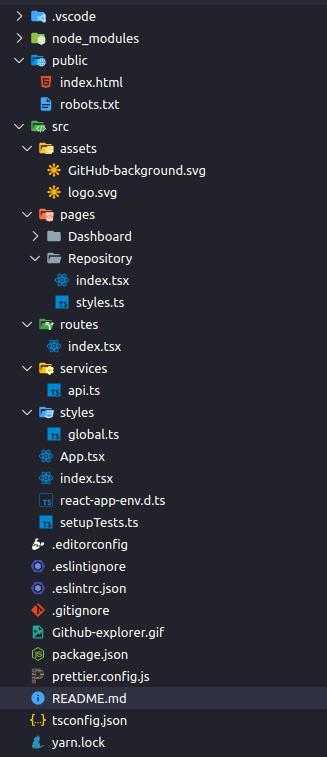 .vscode
node_modules
public
index.html
robots.txt
src
assets
GitHub-background.svg
logo.svg
pages
Dashboard
Repository
index.tsx
styles.ts
routes
index.tsx
services
api.ts
styles
global.ts
App.tsx
index.tsx
react-app-env.d.ts
setupTests.ts
.editorconfig
.eslintignore
.eslintrc.json
.gitignore
Github-explorer.gif
package.json
prettier.config.js
README.md
tsconfig.json
yarn.lock